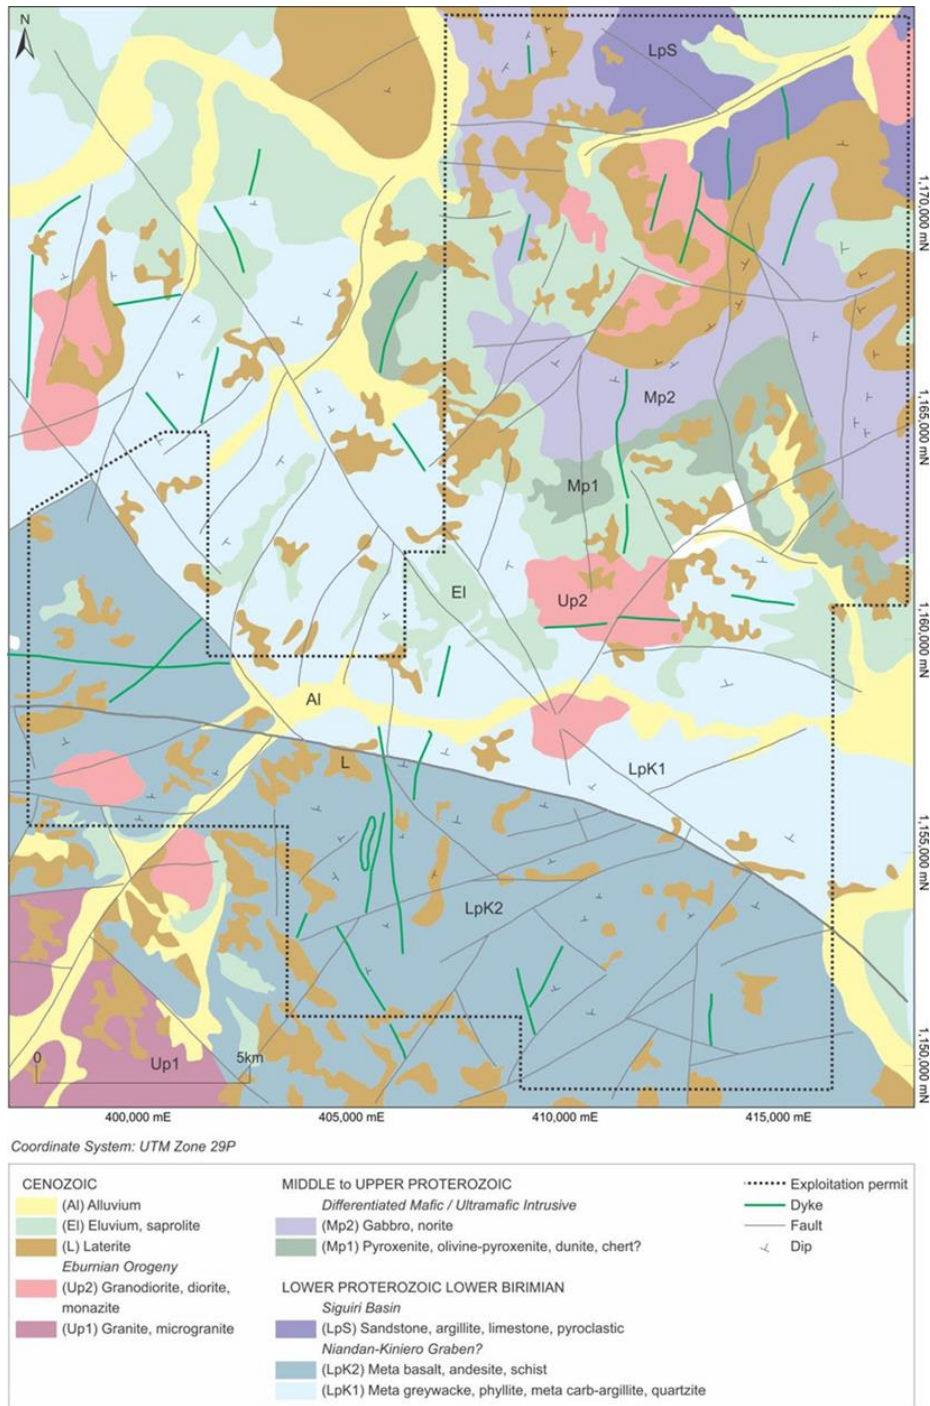 N
LpS
1,170,000 mN
Mp2
1,165,000 mN
Mp1
El
Up2
1,160,000 mN
Al
L
LpK1
1,155,000 mN
LpK2
Up1
0
5km
1,150,000 mN
400,000 mE
405,000 mE
410,000 mE
415,000 mE
Coordinate System: UTM Zone 29P
CENOZOIC
(Al) Alluvium
(El) Eluvium, saprolite
(L) Laterite
Eburnian Orogeny
(Up2) Granodiorite, diorite,
monazite
(Up1) Granite, microgranite
MIDDLE to UPPER PROTEROZOIC
Differentiated Mafic / Ultramafic Intrusive
(Mp2) Gabbro, norite
(Mp1) Pyroxenite, olivine-pyroxenite, dunite, chert?
LOWER PROTEROZOIC LOWER BIRIMIAN
Siguiri Basin
(LpS) Sandstone, argillite, limestone, pyroclastic
Niandan-Kiniero Graben?
(LpK2) Meta basalt, andesite, schist
(LpK1) Meta greywacke, phyllite, meta carb-argillite, quartzite
Exploitation permit
Dyke
Fault
Dip